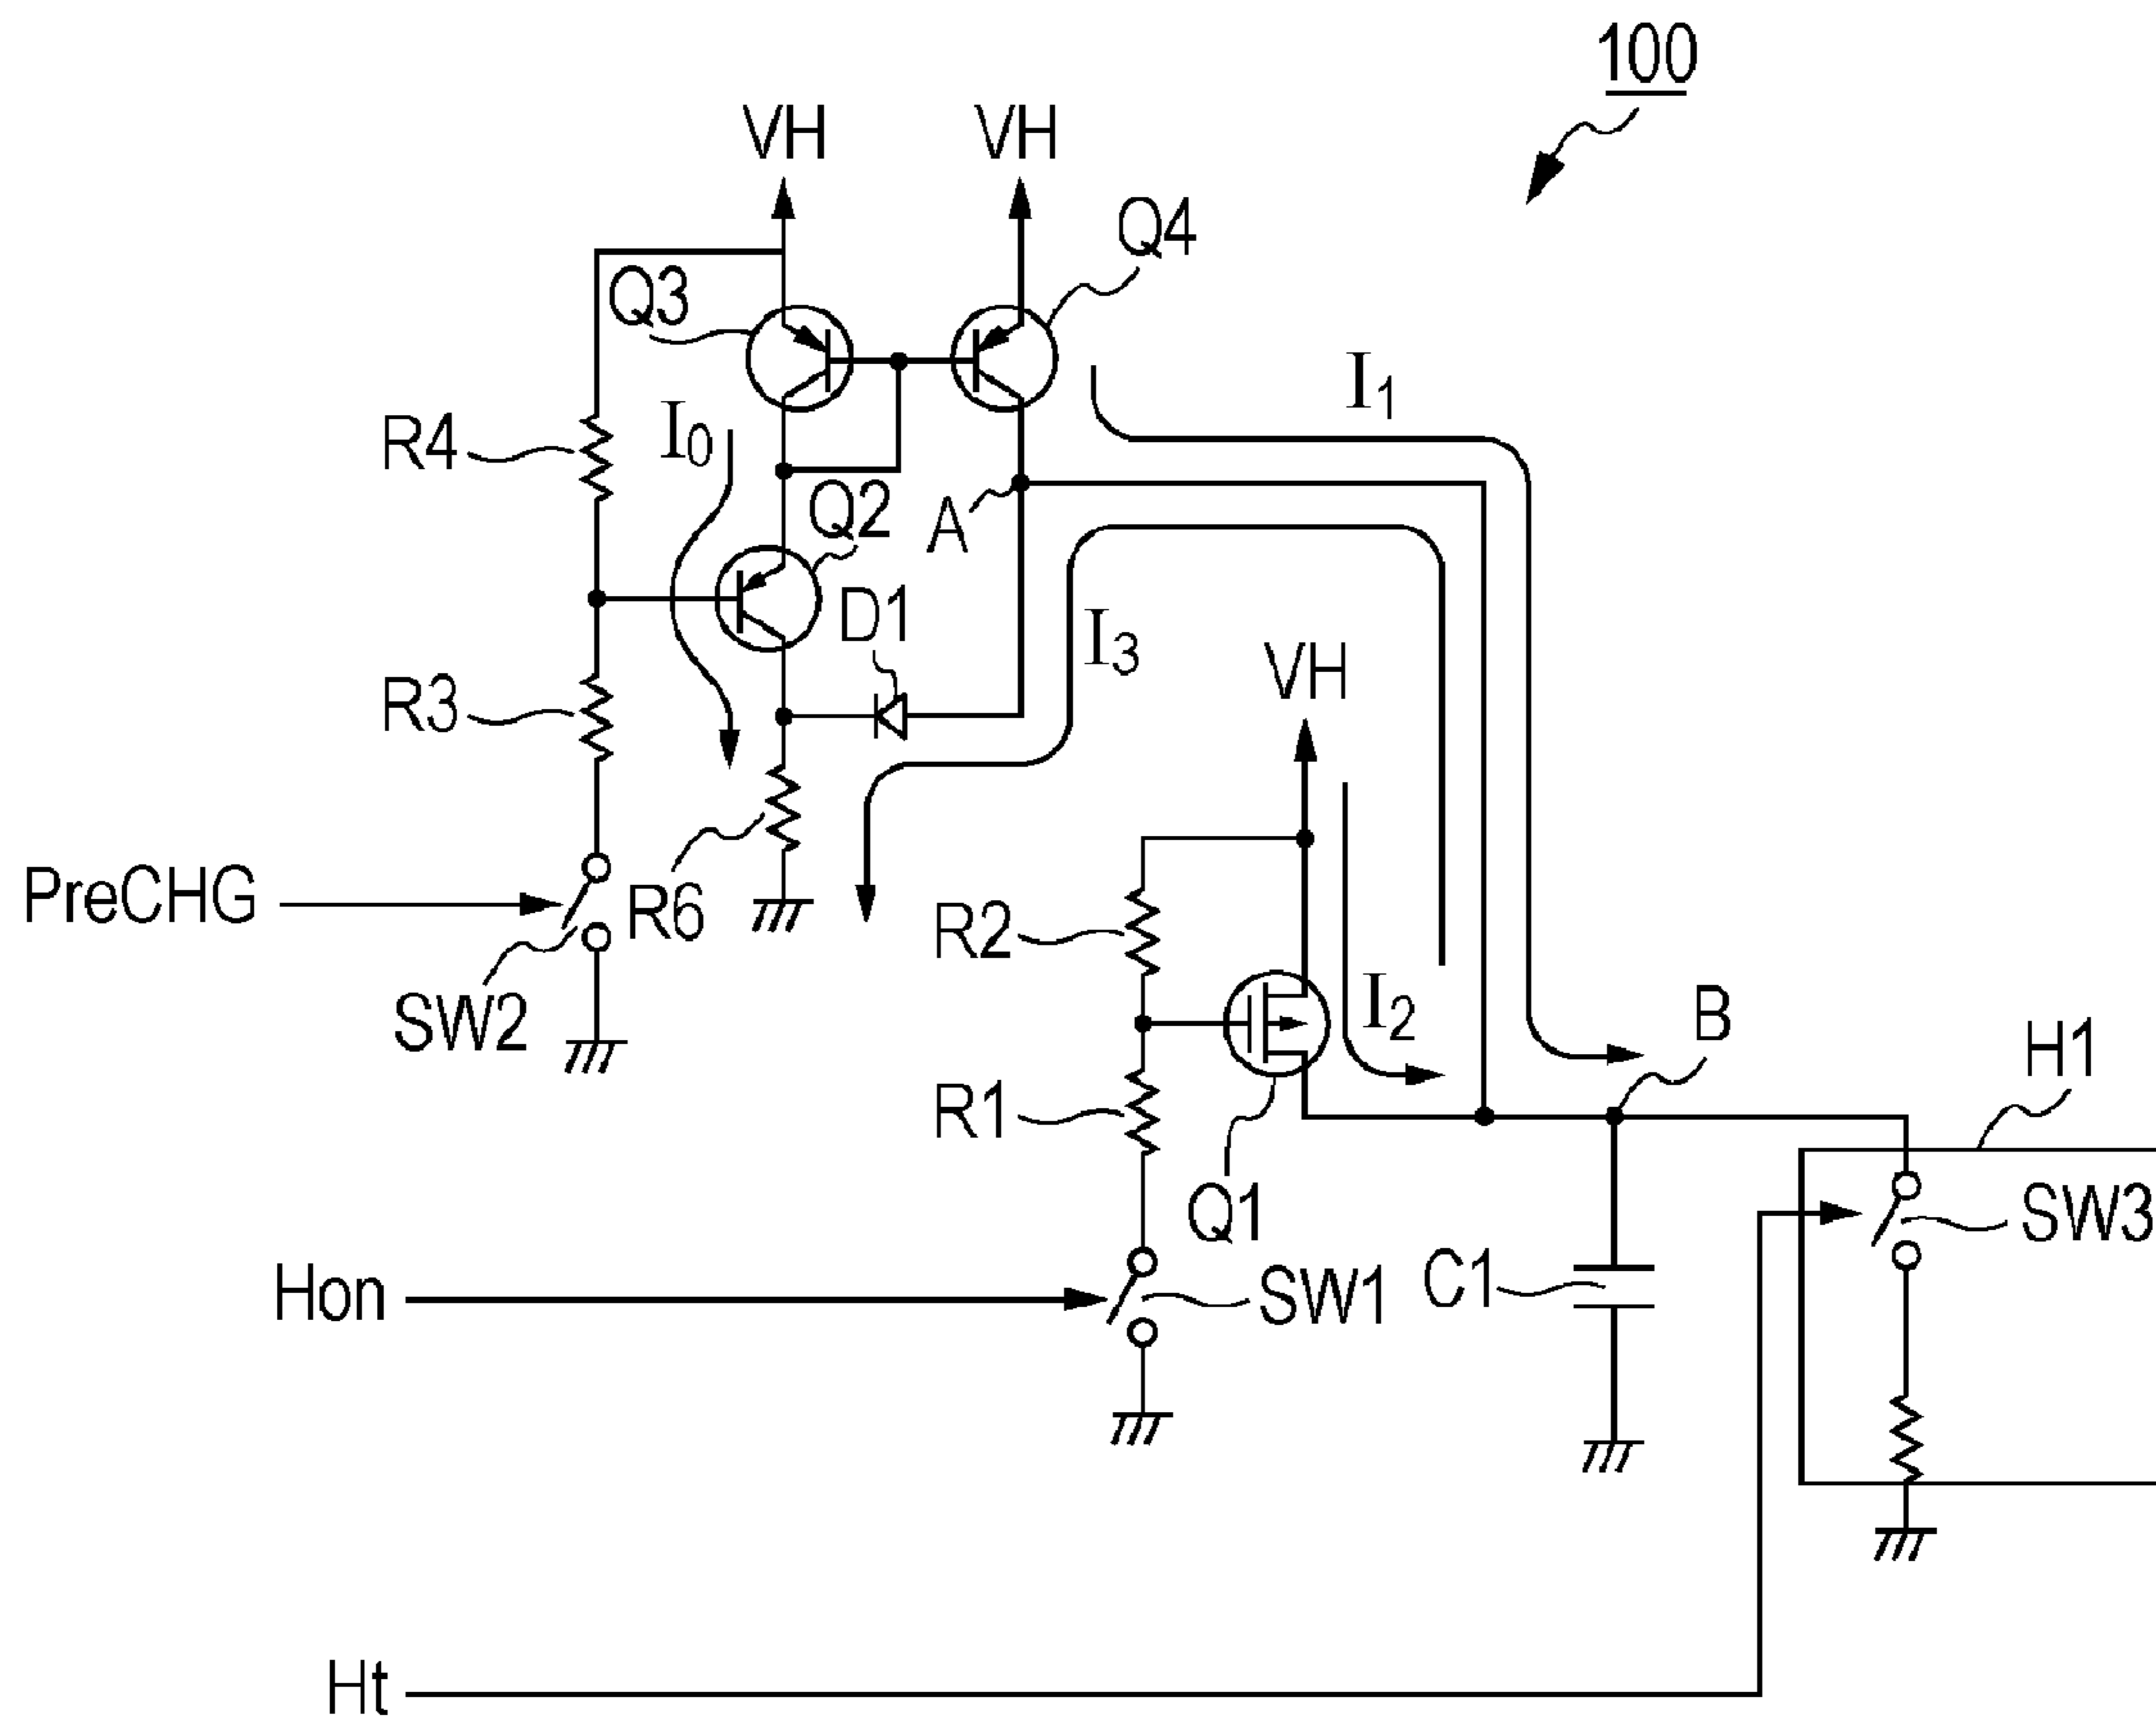 100
VH
VH
Q4
Q3
I1
R4
I0
Q2
A
D1
I3
R3
VH
PreCHG
R6
R2
SW2
I2
B
H1
R1
Q1
SW3
C1
Hon
SW1
Ht